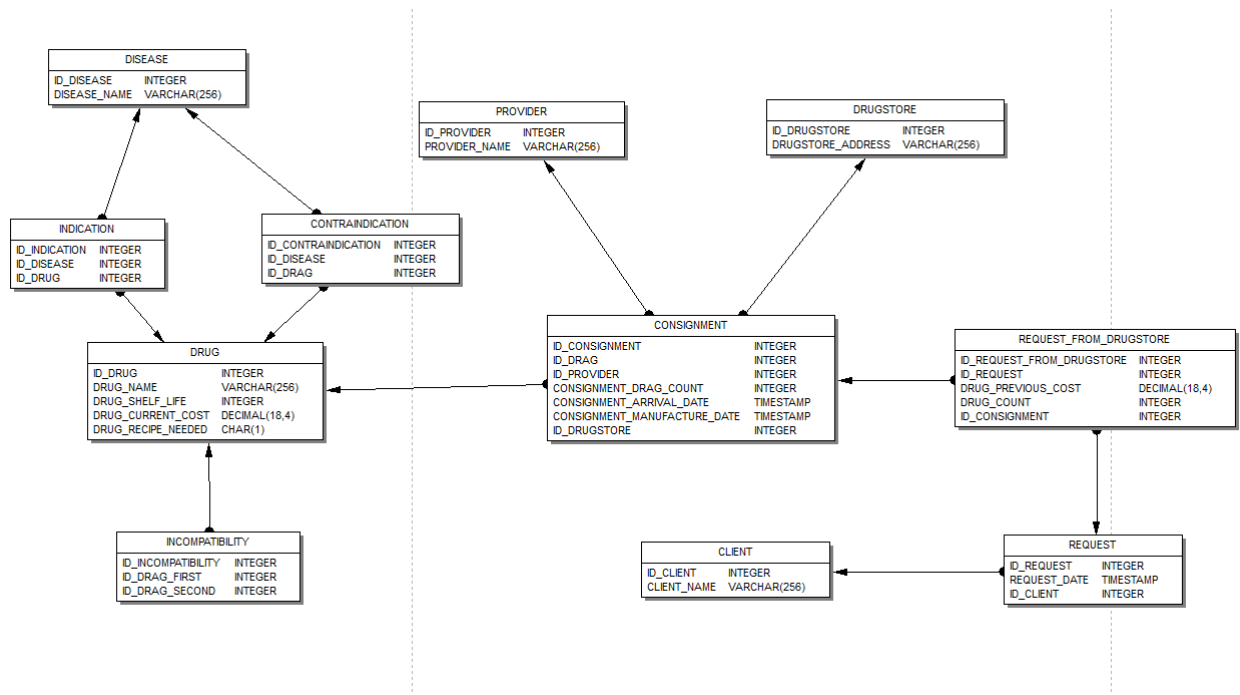 DISEASE
ID_DISEASE INTEGER
DISEASE_NAME VARCHAR(256)
PROVIDER
ID_PROVIDER INTEGER
PROVIDER_NAME VARCHAR(256)
DRUGSTORE
ID_DRUGSTORE INTEGER
DRUGSTORE_ADDRESS VARCHAR(256)
INDICATION
ID_INDICATION INTEGER
ID_DISEASE INTEGER
ID_DRUG INTEGER
CONTRAINDICATION
ID_CONTRAINDICATION INTEGER
ID_DISEASE INTEGER
ID_DRAG INTEGER
DRUG
ID_DRUG INTEGER
DRUG_NAME VARCHAR(256)
DRUG_SHELF_LIFE INTEGER
DRUG_CURRENT_COST DECIMAL(18,4)
DRUG_RECIPE_NEEDED CHAR(1)
CONSIGNMENT
ID_CONSIGNMENT INTEGER
ID_DRAG INTEGER
ID_PROVIDER INTEGER
CONSIGNMENT_DRAG_COUNT INTEGER
CONSIGNMENT_ARRIVAL_DATE TIMESTAMP
CONSIGNMENT_MANUFACTURE_DATE TIMESTAMP
ID_DRUGSTORE INTEGER
REQUEST_FROM_DRUGSTORE
ID_REQUEST_FROM_DRUGSTORE INTEGER
ID_REQUEST INTEGER
DRUG_PREVIOUS_COST DECIMAL(18,4)
DRUG_COUNT INTEGER
ID_CONSIGNMENT INTEGER
INCOMPATIBILITY
ID_INCOMPATIBILITY INTEGER
ID_DRAG_FIRST INTEGER
ID_DRAG_SECOND INTEGER
CLIENT
ID_CLIENT INTEGER
CLIENT_NAME VARCHAR(256)
REQUEST
ID_REQUEST INTEGER
REQUEST_DATE TIMESTAMP
ID_CLIENT INTEGER